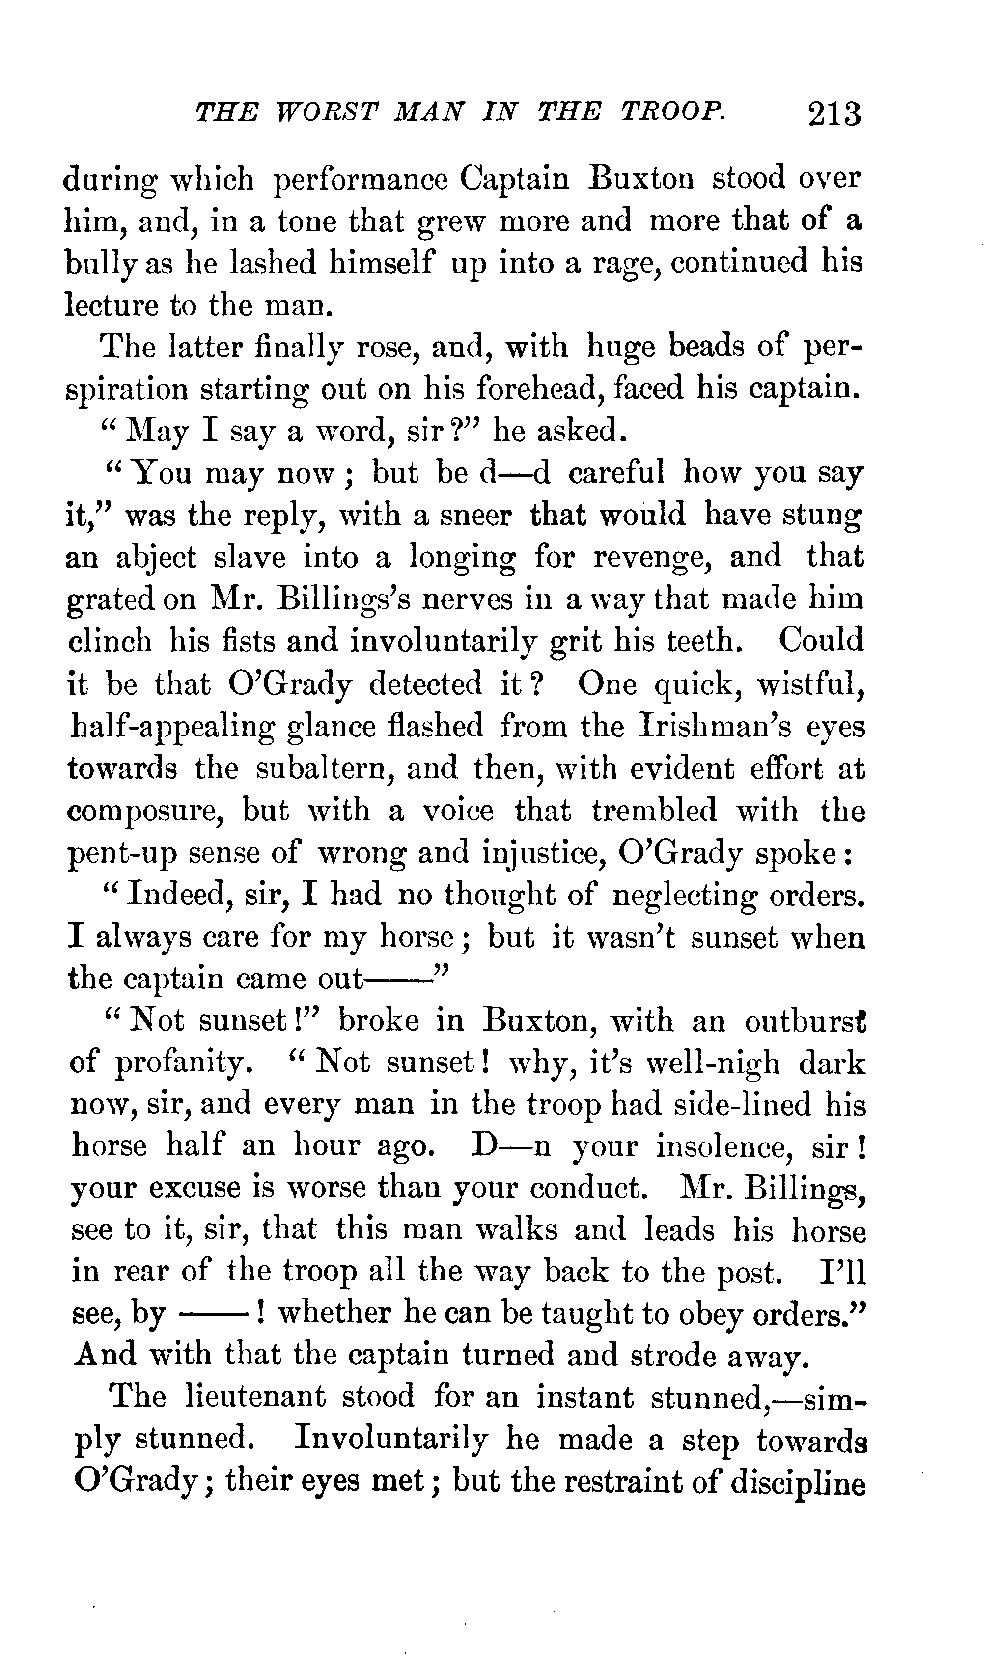 THE WORST MAN IN THE TROOP. 213
during which performance Captain Buxton stood over
him, and, in a tone that grew more and more that of a
bully as he lashed himself up into a rage, continued his
lecture to the man.
The latter finally rose, and, with huge beads of per-
spiration starting out on his forehead, faced his captain.
“May I say a word, sir?” he asked.
“You may now; but be d—d careful how you say
it,” was the reply, with a sneer that would have stung
an abject slave into a longing for revenge, and that
grated on Mr. Billings’s nerves in a way that made him
clinch his fists and involuntarily grit his teeth. Could
it be that O’Grady detected it? One quick, wistful,
half-appealing glance flashed from the Irishman’s eyes
towards the subaltern, and then, with evident effort at
composure, but with a voice that trembled with the
pent-up sense of wrong and injustice, O’Grady spoke:
“Indeed, sir, I had no thought of neglecting orders.
I always care for my horse; but it wasn’t sunset when
the captain came out——”
“Not sunset!” broke in Buxton, with an outburst
of profanity. “Not sunset! why, it’s well-nigh dark
now, sir, and every man in the troop had side-lined his
horse half an hour ago. D—n your insolence, sir!
your excuse is worse than your conduct. Mr. Billings,
see to it, sir, that this man walks and leads his horse
in rear of the troop all the way back to the post. I’ll
see, by ——! whether he can be taught to obey orders.”
And with that the captain turned and strode away.
The lieutenant stood for an instant stunned,—sim-
ply stunned. Involuntarily he made a step towards
O’Grady; their eyes met; but the restraint of discipline